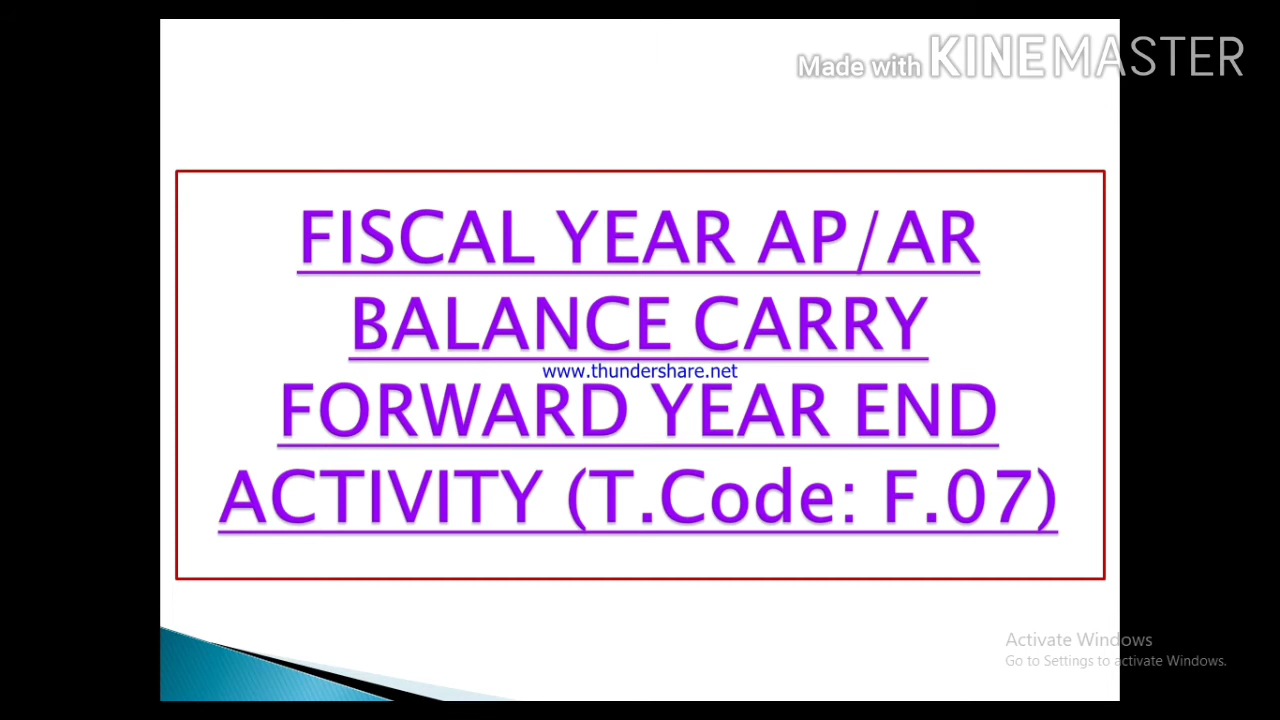 Made with KINEMASTER
FISCAL YEAR AP/AR
BALANCE CARRY
www.thundershare.net
FORWARD YEAR END
ACTIVITY (T.Code: F.07)
Activate Windows
Go to Settings to activate Windows.